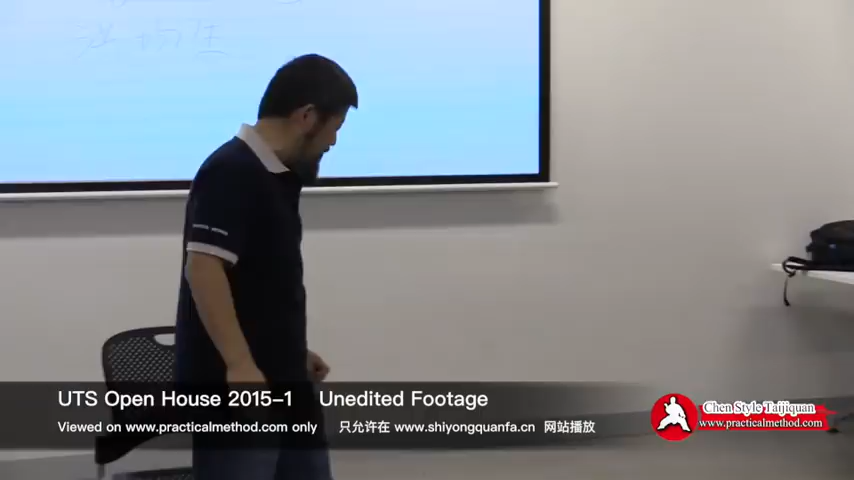 UTS Open House 2015-1 Unedited Footage
Viewed on www.practicalmethod.com only 只允许在 www.shiyongquanfa.cn 网站播放
Chen Style Taijiquan
www.practicalmethod.com